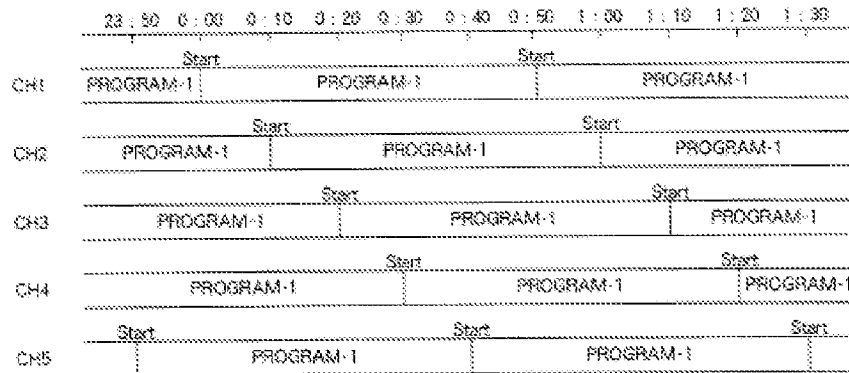 23 : 50 0 : 00 0 : 10 0 : 20 0 : 30 0 : 40 0 : 50 1 : 00 1 : 10 1 : 20 1 : 30
Start Start
CH1 PROGRAM-1 PROGRAM-1 PROGRAM-1
Start Start
CH2 PROGRAM-1 PROGRAM-1 PROGRAM-1
Start Start
CH3 PROGRAM-1 PROGRAM-1 PROGRAM-1
Start Start
CH4 PROGRAM-1 PROGRAM-1 PROGRAM-1
Start Start Start
CH5 PROGRAM-1 PROGRAM-1